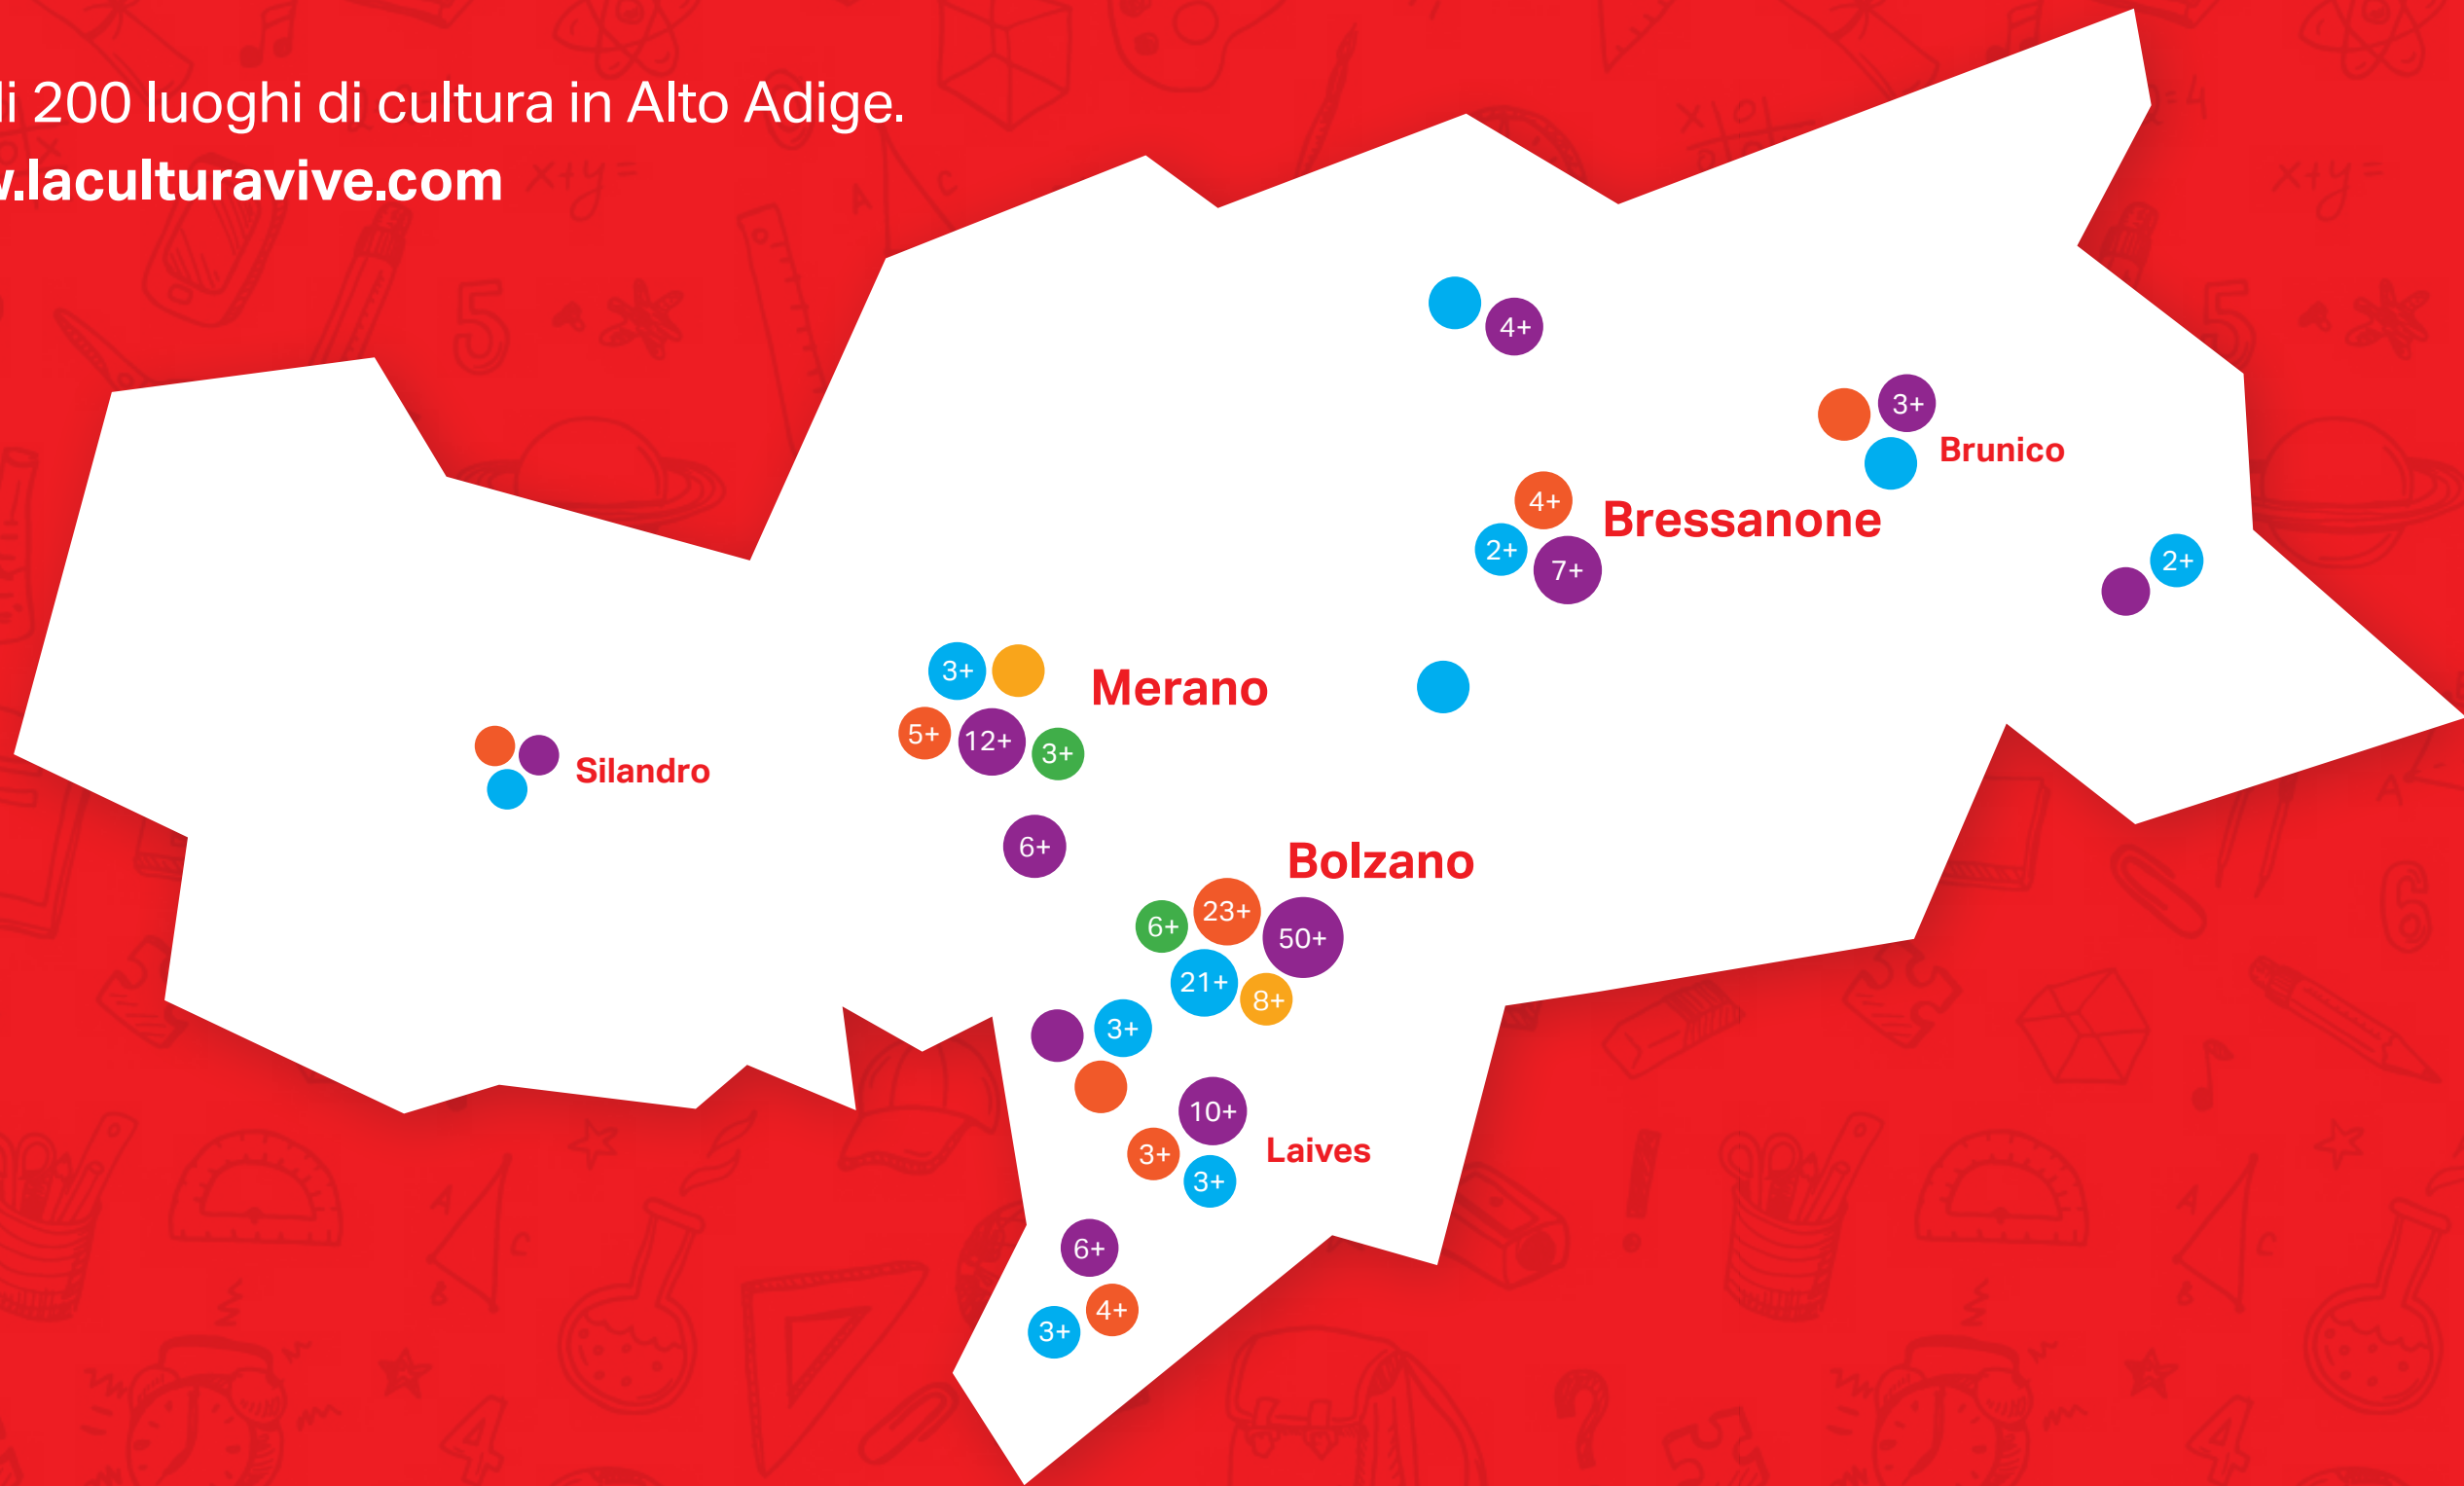 li 200 luoghi di cultura in Alto Adige.
w.laculturavive.com
4+
3+
Brunico
4+
Bressanone
2+
7+
2+
3+
Merano
5+
12+
3+
Silandro
6+
Bolzano
6+
23+
50+
21+
8+
3+
10+
3+
Laives
3+
6+
4+
3+